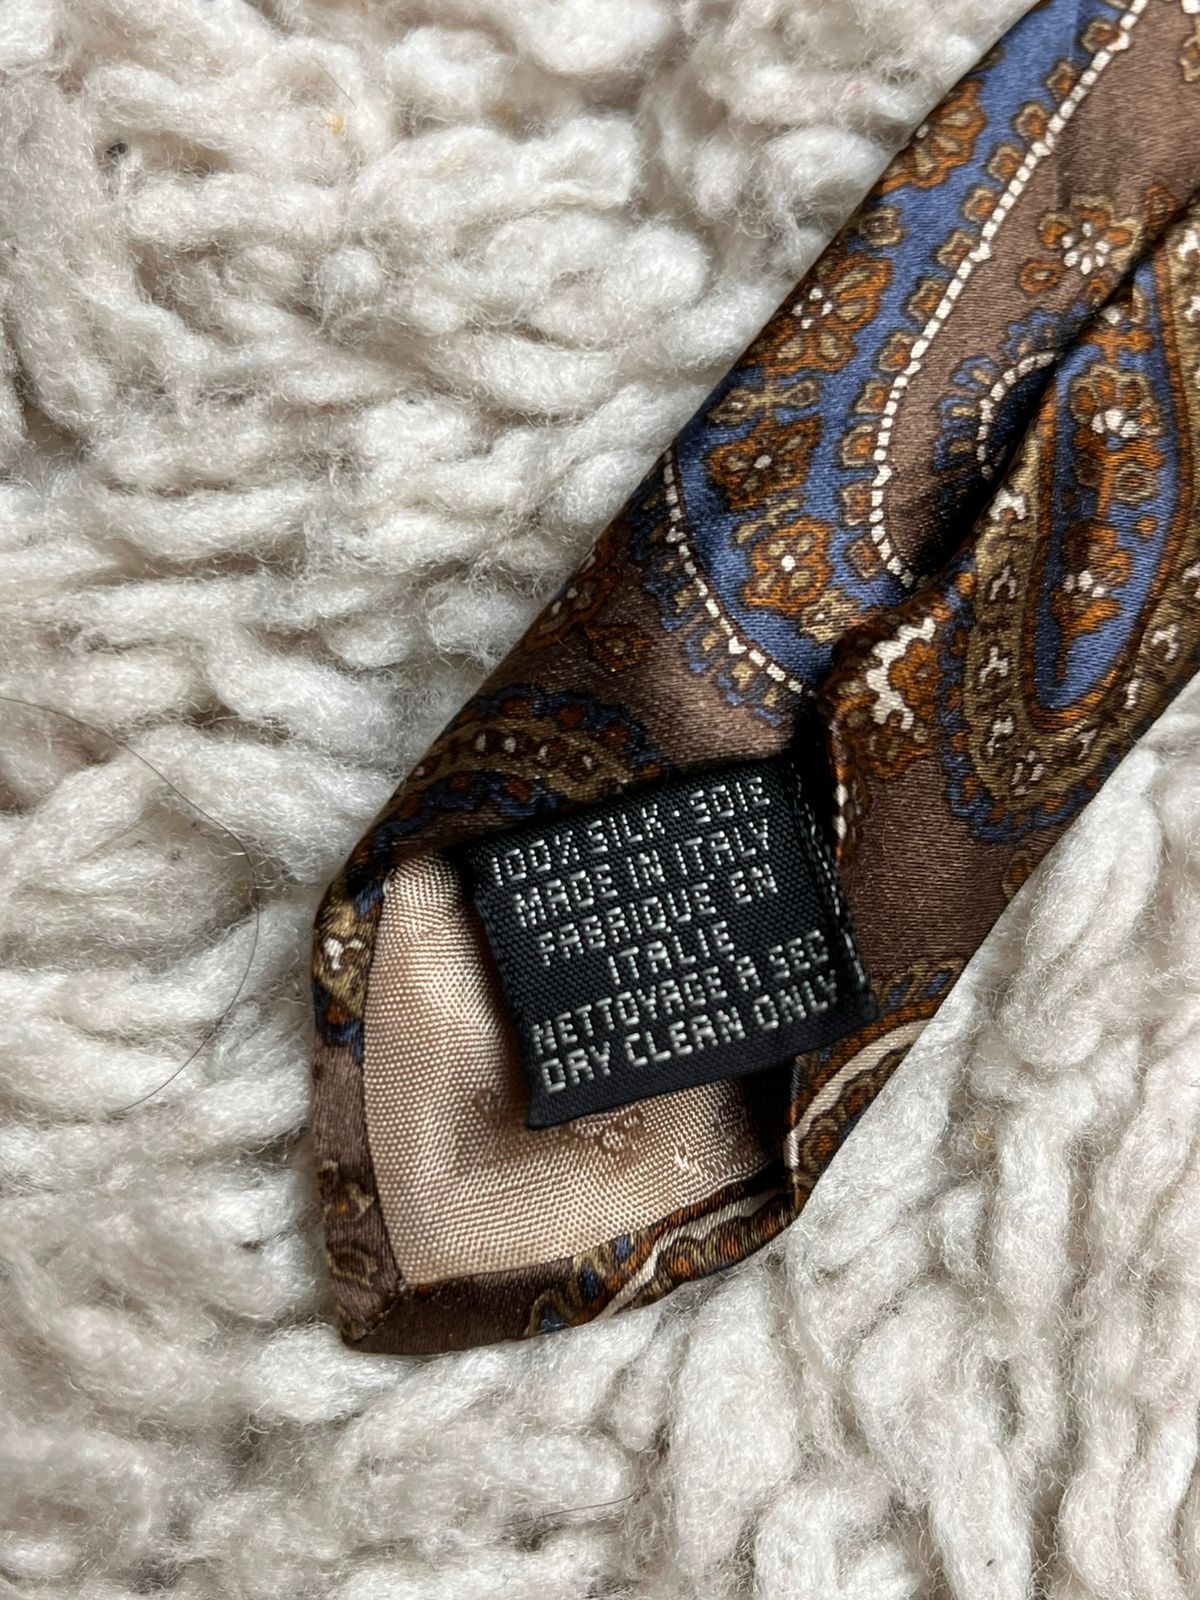 100% SILK · SOIE
MADE IN ITALY
FABRIQUE EN
ITALIE
NETTOYAGE A SEC
DRY CLEAN ONLY